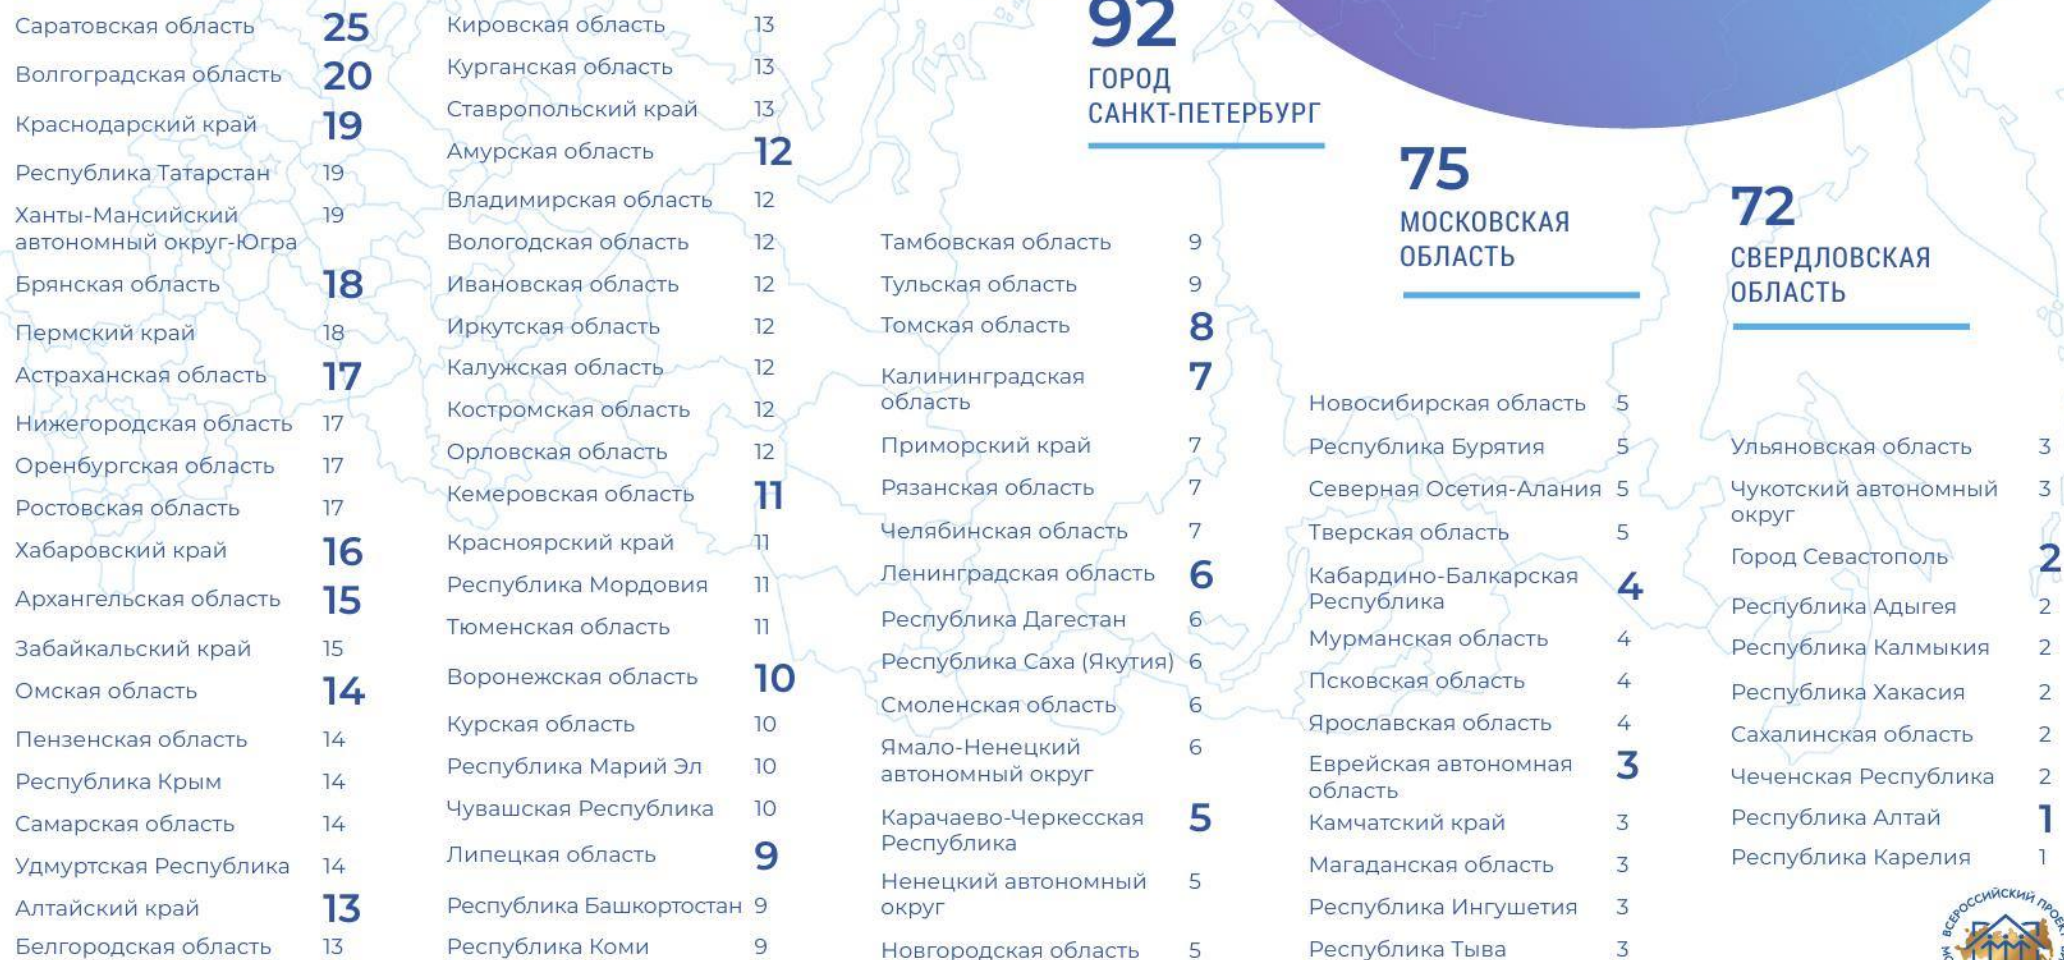 Саратовская область 25
Волгоградская область 20
Краснодарский край 19
Республика Татарстан 19
Ханты-Мансийский 19
автономный округ-Югра
Брянская область 18
Пермский край 18
Астраханская область 17
Нижегородская область 17
Оренбургская область 17
Ростовская область 17
Хабаровский край 16
Архангельская область 15
Забайкальский край 15
Омская область 14
Пензенская область 14
Республика Крым 14
Самарская область 14
Удмуртская Республика 14
Алтайский край 13
Белгородская область 13
Кировская область 13
Курганская область 13
Ставропольский край 13
Амурская область 12
Владимирская область 12
Вологодская область 12
Ивановская область 12
Иркутская область 12
Калужская область 12
Костромская область 12
Орловская область 12
Кемеровская область 11
Красноярский край 11
Республика Мордовия 11
Тюменская область 11
Воронежская область 10
Курская область 10
Республика Марий Эл 10
Чувашская Республика 10
Липецкая область 9
Республика Башкортостан 9
Республика Коми 9
92
ГОРОД
САНКТ-ПЕТЕРБУРГ
Тамбовская область 9
Тульская область 9
Томская область 8
Калининградская 7
область
Приморский край 7
Рязанская область 7
Челябинская область 7
Ленинградская область 6
Республика Дагестан 6
Республика Саха (Якутия) 6
Смоленская область 6
Ямало-Ненецкий 6
автономный округ
Карачаево-Черкесская 5
Республика
Ненецкий автономный 5
округ
Новгородская область 5
75
МОСКОВСКАЯ
ОБЛАСТЬ
Новосибирская область 5
Республика Бурятия 5
Северная Осетия-Алания 5
Тверская область 5
Кабардино-Балкарская 4
Республика
Мурманская область 4
Псковская область 4
Ярославская область 4
Еврейская автономная 3
область
Камчатский край 3
Магаданская область 3
Республика Ингушетия 3
Республика Тыва 3
72
СВЕРДЛОВСКАЯ
ОБЛАСТЬ
Ульяновская область 3
Чукотский автономный 3
округ
Город Севастополь 2
Республика Адыгея 2
Республика Калмыкия 2
Республика Хакасия 2
Сахалинская область 2
Чеченская Республика 2
Республика Алтай 1
Республика Карелия 1
ВСЕРОССИЙСКИЙ